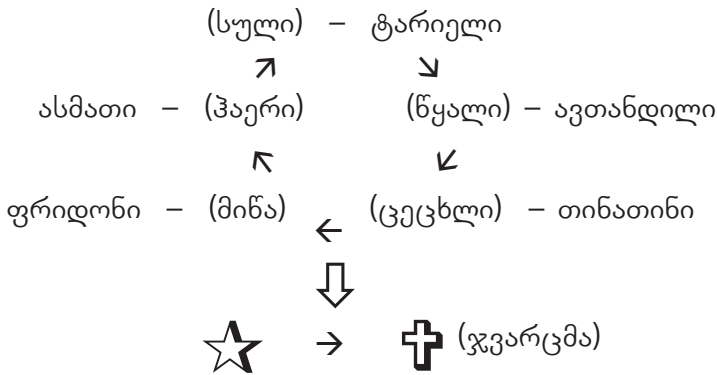 (სული) – ტარიელი
ასმათი – (ჰაერი) (წყალი) – ავთანდილი
ფრიდონი – (მიწა) (ცეცხლი) – თინათინი
(ჯვარცმა)